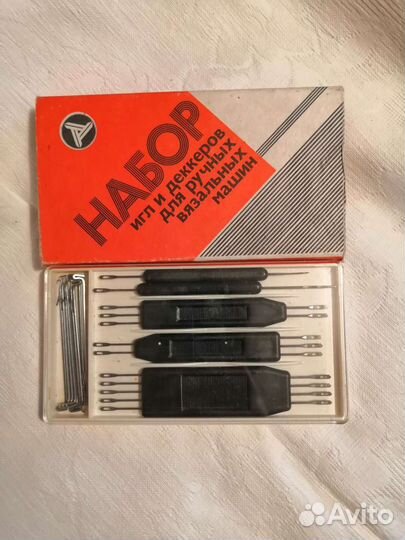 НАБОР
игл и деккеров
для ручных
вязальных
машин
Avito